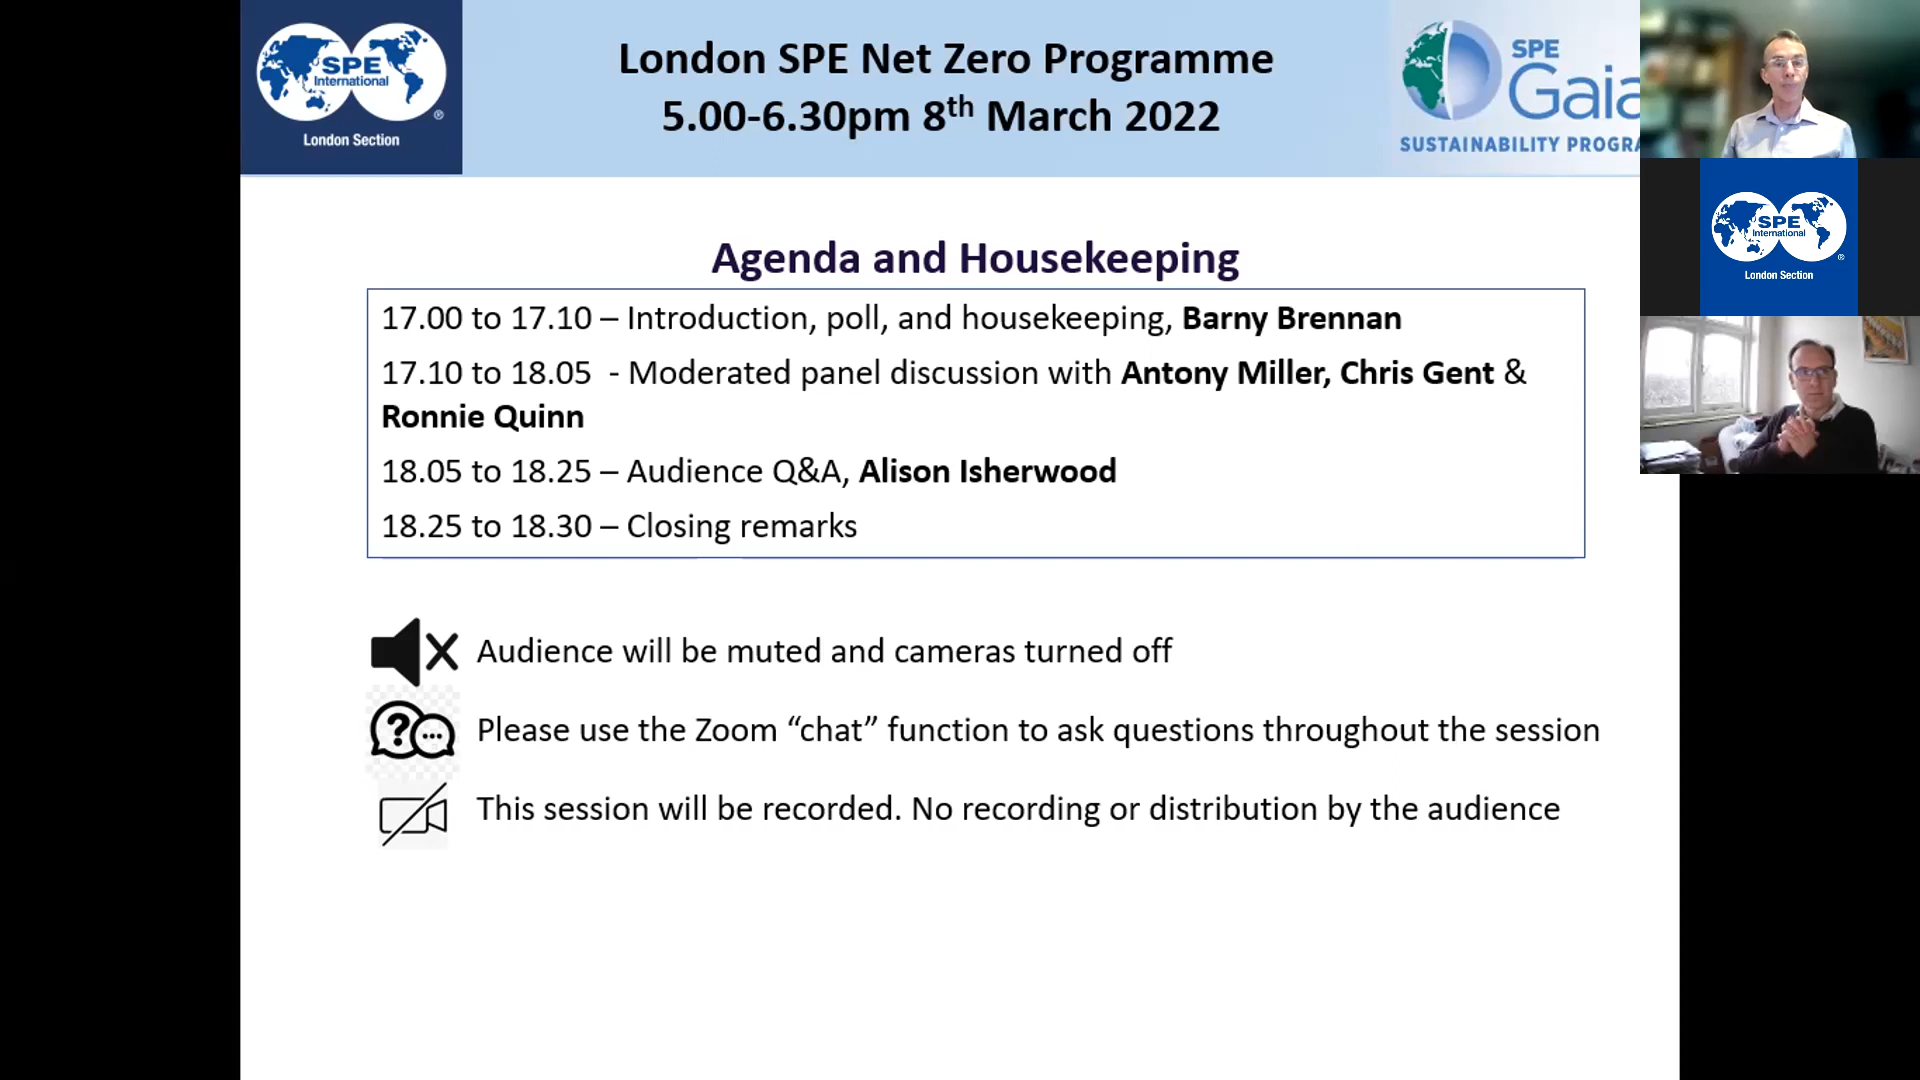 SPE
International
®
London Section
London SPE Net Zero Programme
5.00-6.30pm 8th March 2022
SPE
Gaia
SUSTAINABILITY PROGRA
SPE
International
®
London Section
Agenda and Housekeeping
17.00 to 17.10 – Introduction, poll, and housekeeping, Barny Brennan
17.10 to 18.05  - Moderated panel discussion with Antony Miller, Chris Gent &
Ronnie Quinn
18.05 to 18.25 – Audience Q&A, Alison Isherwood
18.25 to 18.30 – Closing remarks
Audience will be muted and cameras turned off
?
Please use the Zoom “chat” function to ask questions throughout the session
This session will be recorded. No recording or distribution by the audience